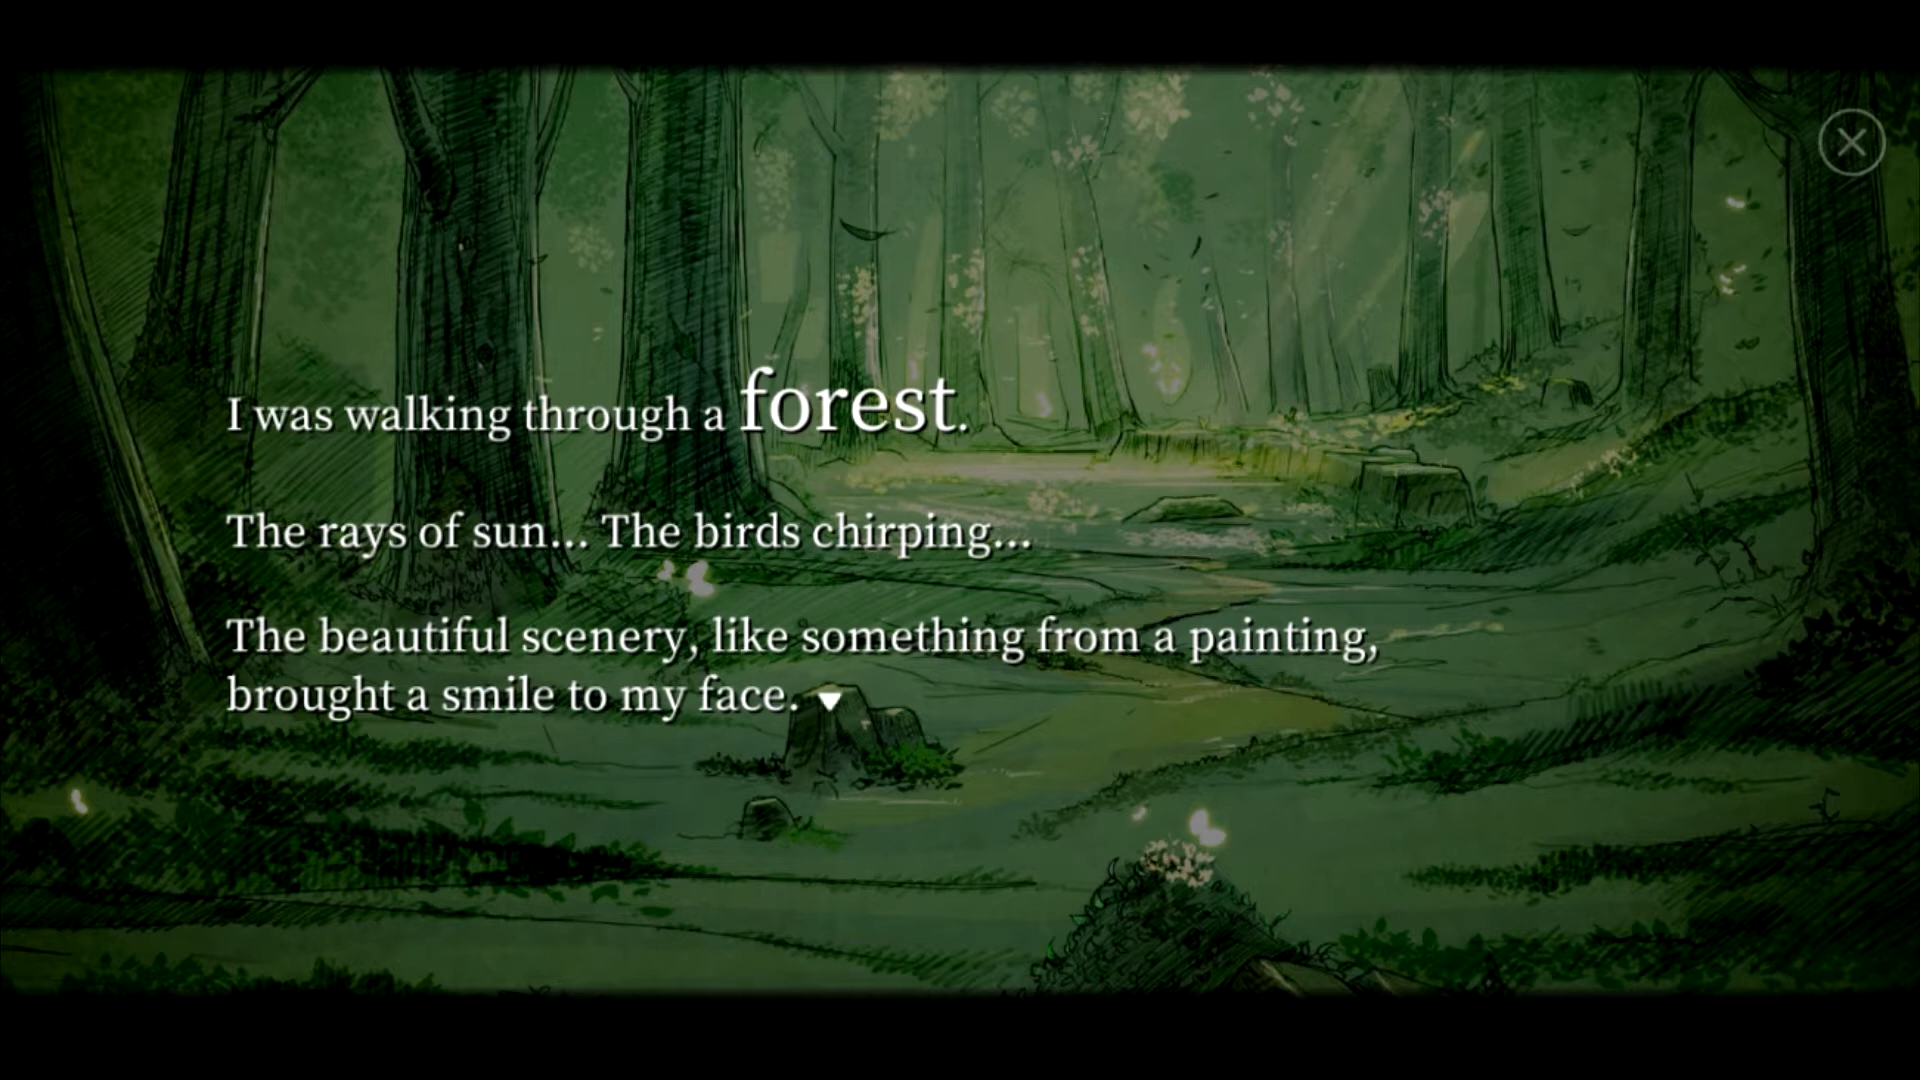 I was walking through a forest.
The rays of sun... The birds chirping...
The beautiful scenery, like something from a painting,
brought a smile to my face.